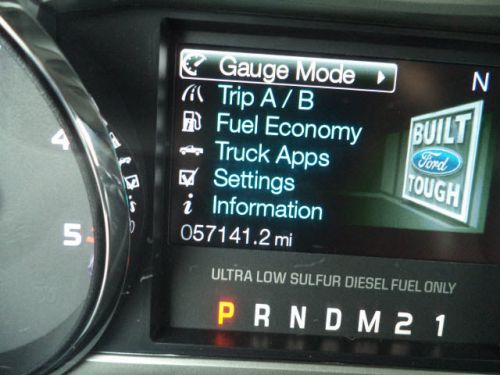 Gauge Mode
N
Trip A / B
Fuel Economy
Truck Apps
Settings
Information
057141.2 mi
BUILT
Ford
TOUGH
4
5
ULTRA LOW SULFUR DIESEL FUEL ONLY
P R N D M 2 1